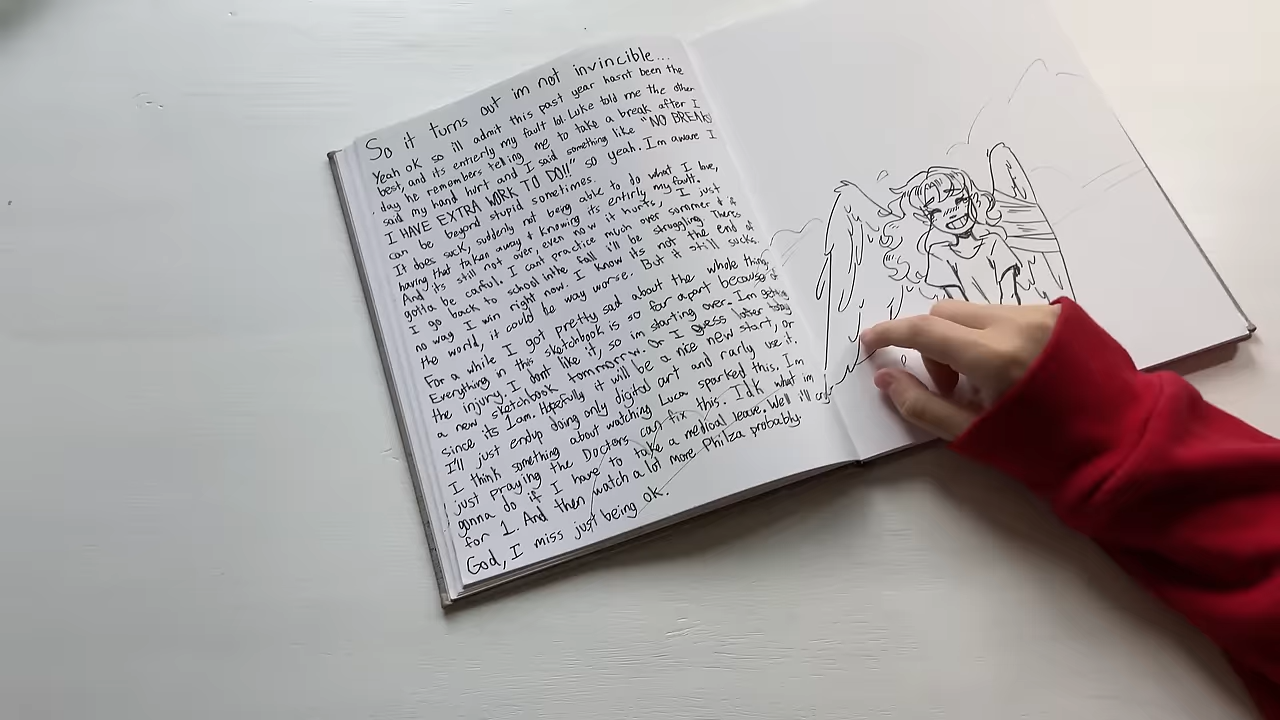 So it turns out im not invincible...
Yeah ok so ill admit this past year hasnt been the
best, and its entierly my fault lol. Luke told me the other
day he remembers telling me to take a break after I
said my hand hurt and I said something like "NO BREAKS
I HAVE EXTRA WORK TO DO!!" so yeah. Im aware I
can be beyond stupid sometimes.
It does suck, suddenly not being able to do what I love,
having that taken away + knowing its entirly my fault.
And its still not over, even now it hurts, I just
gotta be carful. I cant practice much over summer & if
I go back to school in the fall i'll be struggling. Theres
no way I win right now. I know its not the end of
the world, it could be way worse. But it still sucks.
For a while I got pretty sad about the whole thing.
Everything in this sketchbook is so far apart because of
the injury. I dont like it, so im starting over. Im getting
a new sketchbook tommorrow. Or I guess later today
since its 1am. Hopefully it will be a nice new start, or
I'll just endup doing only digital art and rarly use it,
I think something about watching Luca sparked this. I'm
just praying the Doctors can fix this. Idk what im
gonna do if I have to take a medical leave. Well i'll cry
for 1. And then watch a lot more Philza probably.
God, I miss just being ok.